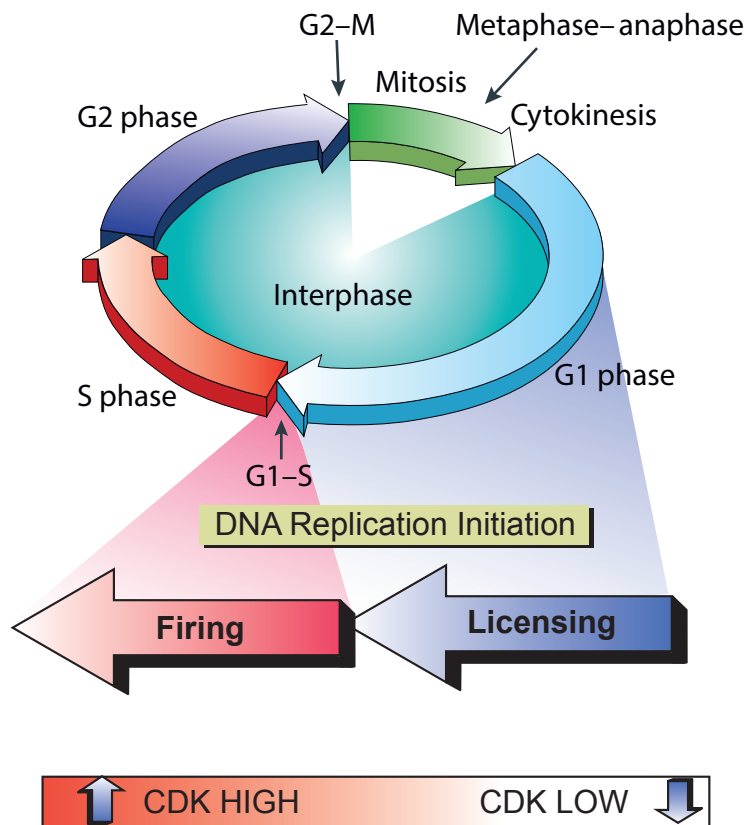 G2–M
Metaphase–anaphase
Mitosis
G2 phase
Cytokinesis
Interphase
G1 phase
S phase
G1–S
DNA Replication Initiation
Firing
Licensing
CDK HIGH
CDK LOW